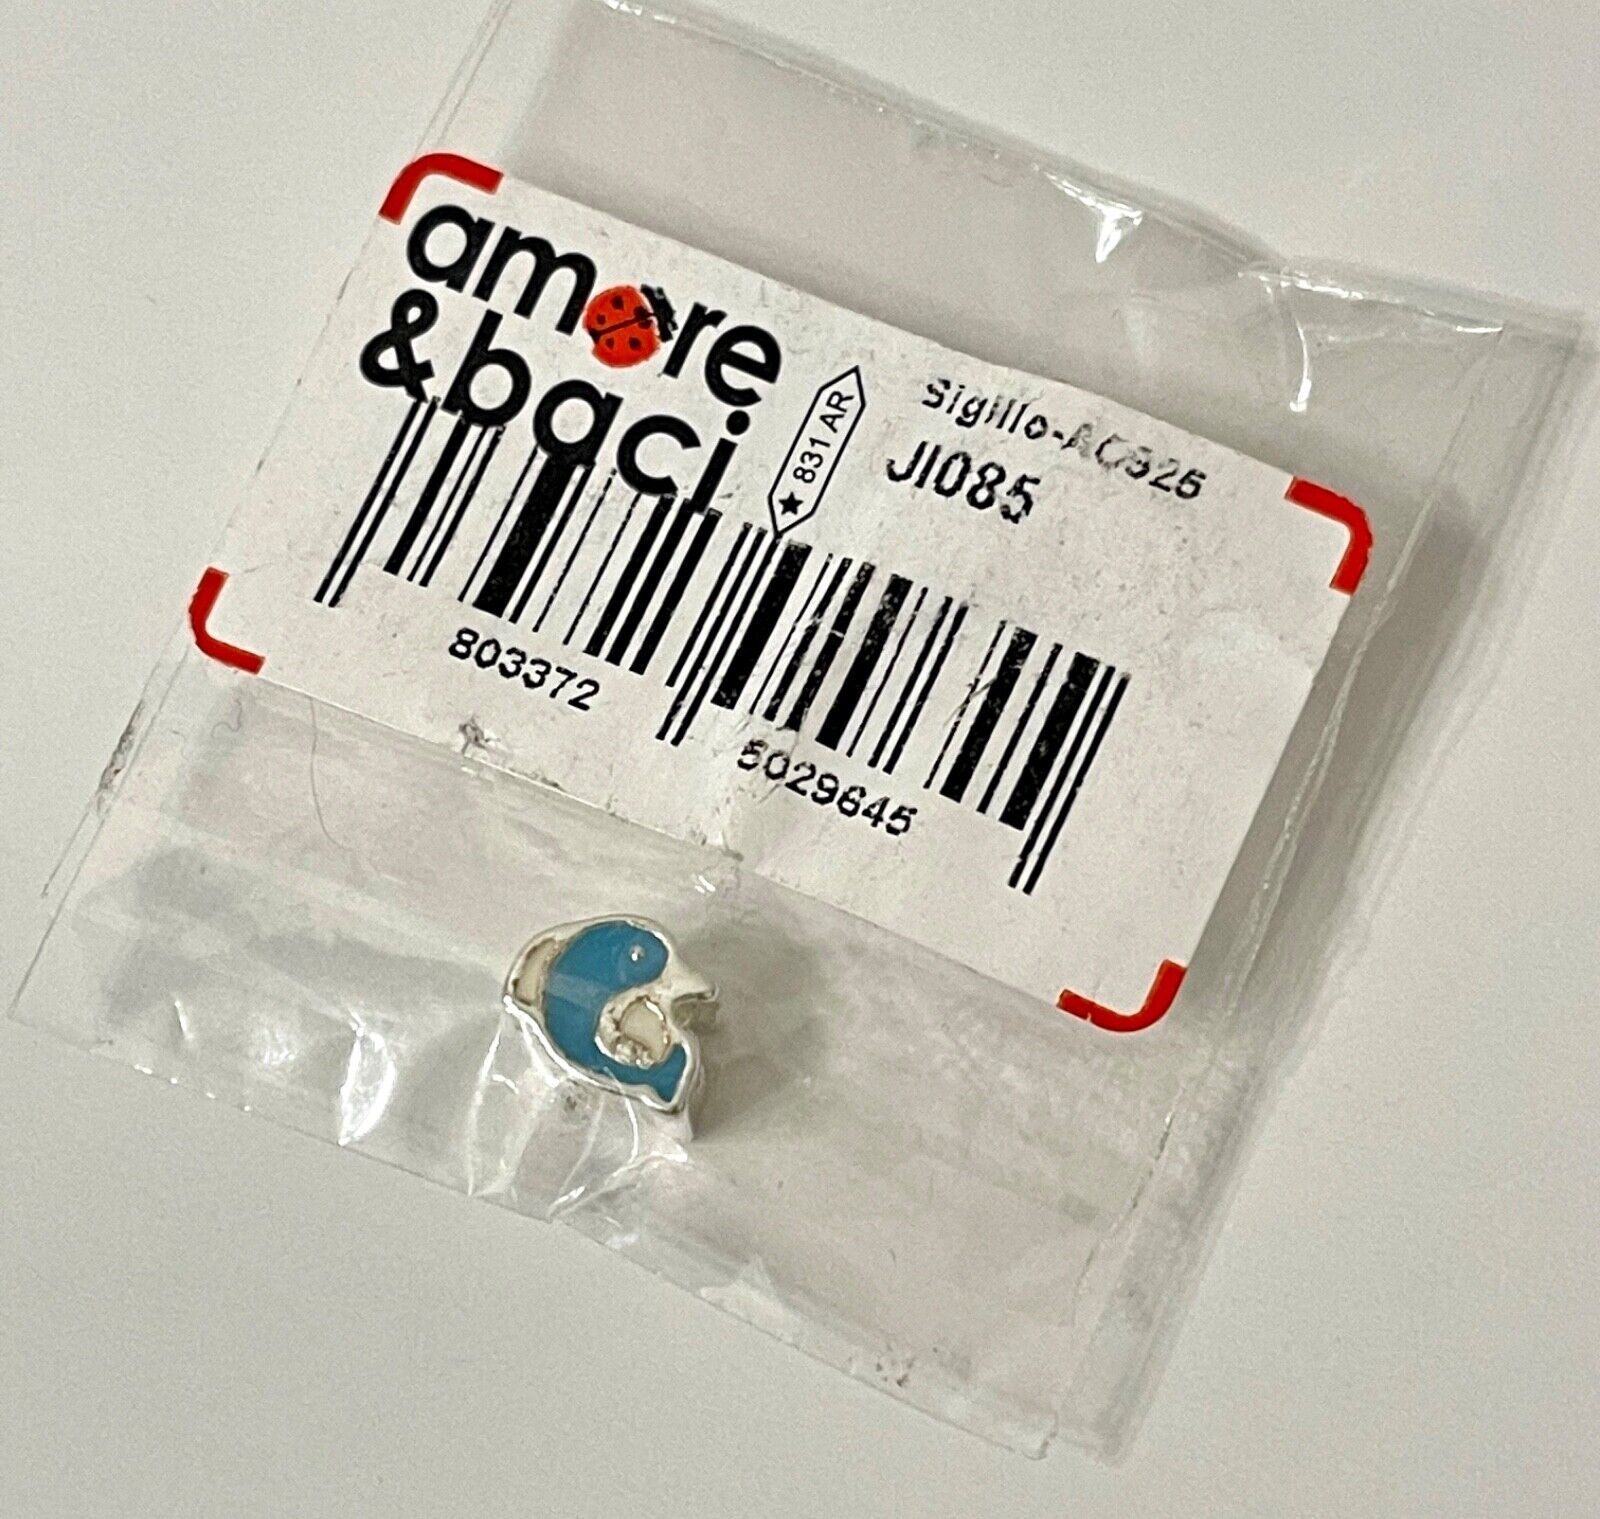 amore
&baci
★ 831 AR
Sigillo-AG925
JI085
803372
5029645